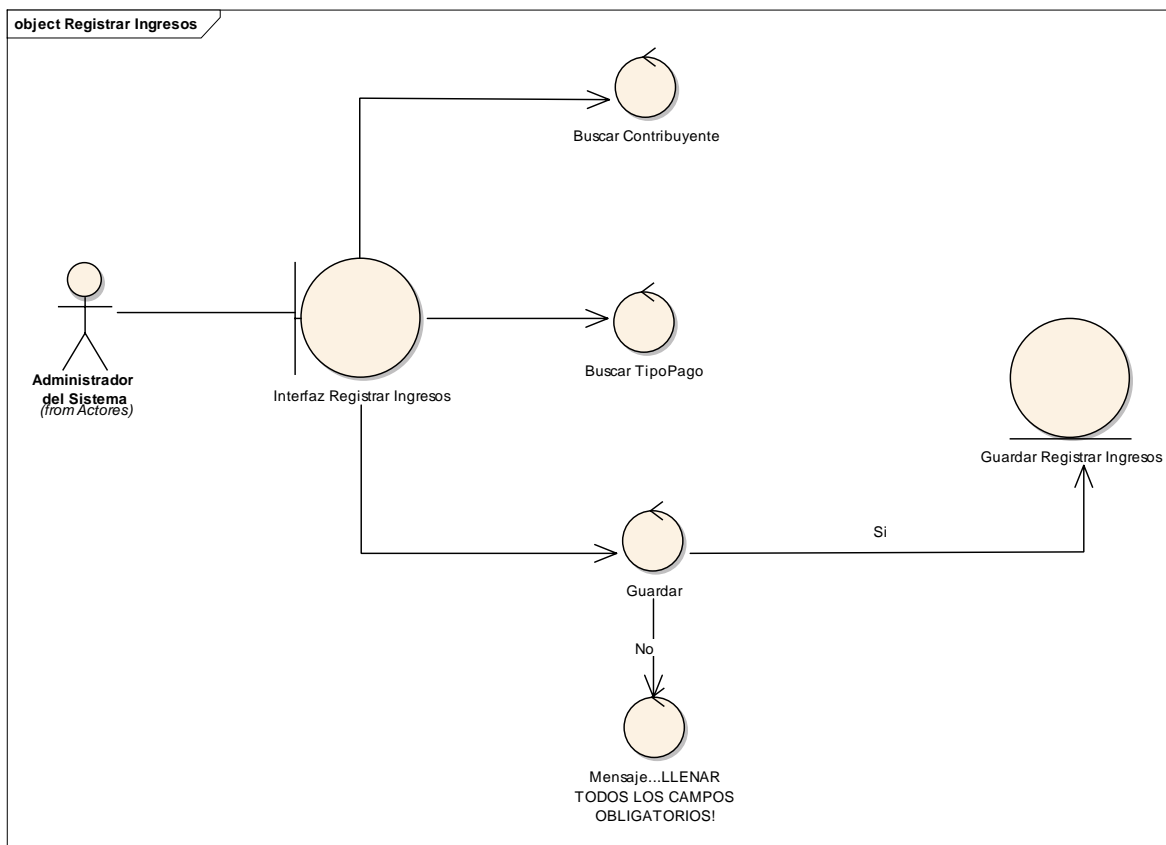 object Registrar Ingresos
Buscar Contribuyente
Administrador
del Sistema
(from Actores)
Interfaz Registrar Ingresos
Buscar TipoPago
Guardar Registrar Ingresos
Si
Guardar
No
Mensaje...LLENAR
TODOS LOS CAMPOS
OBLIGATORIOS!